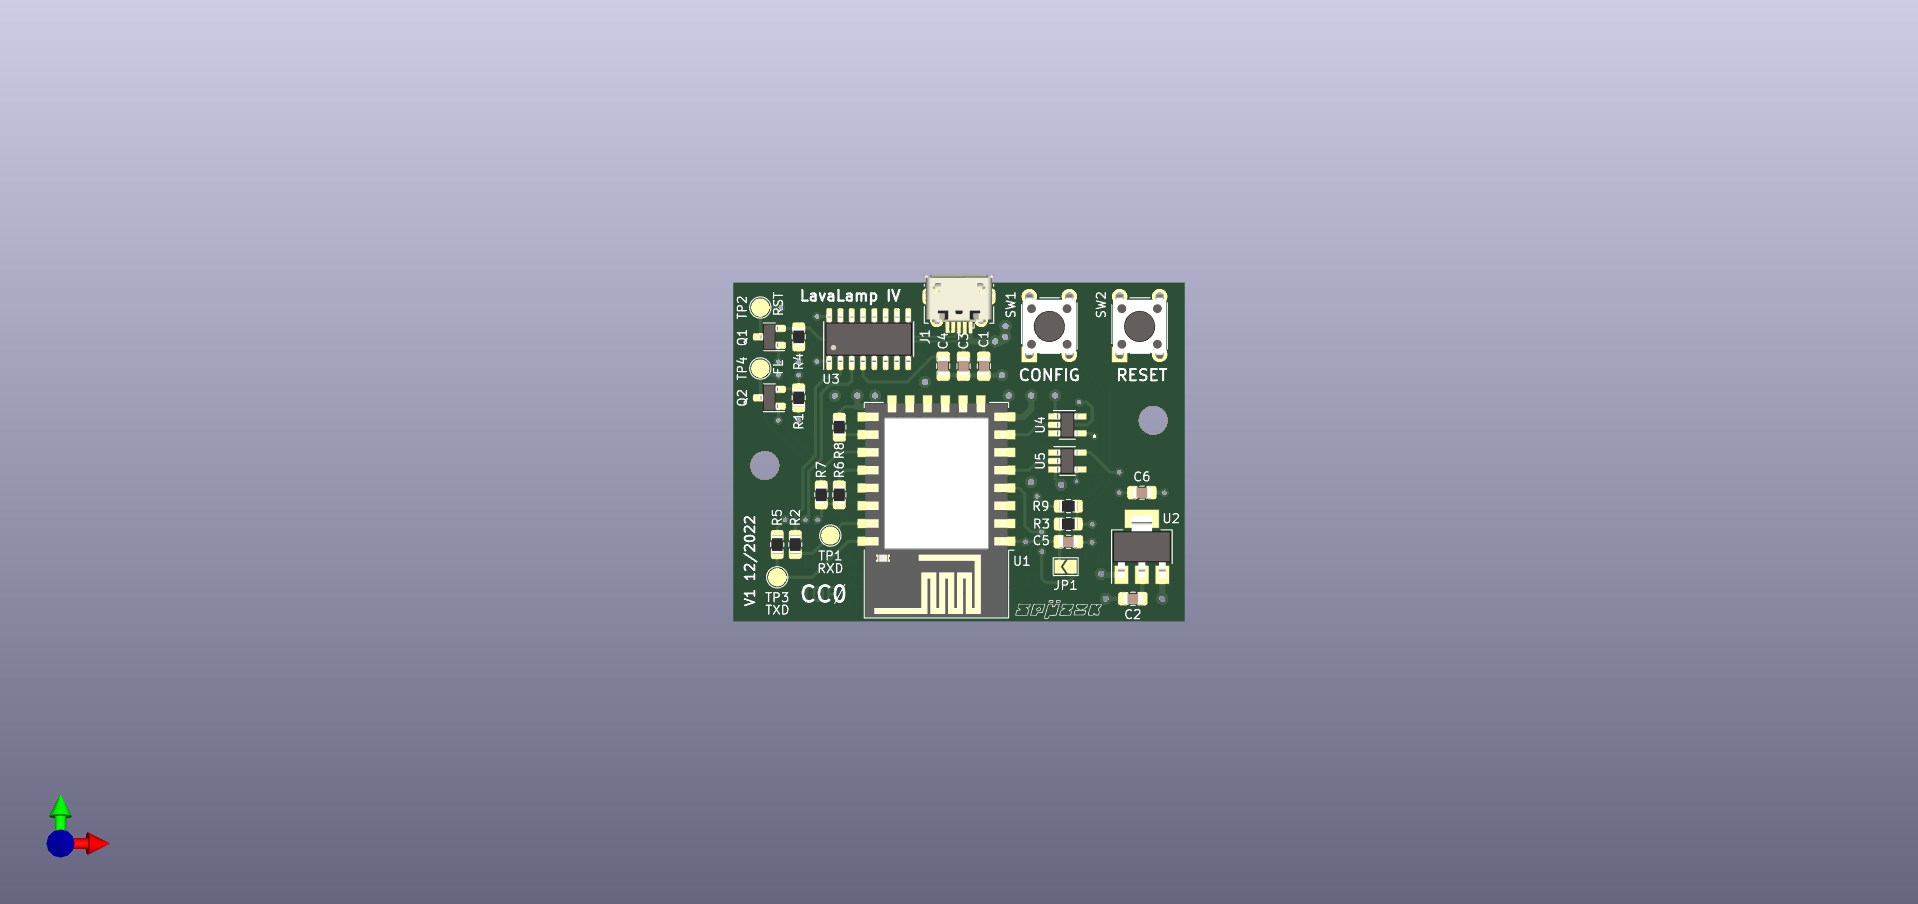 LavaLamp IV
TP2
RST
Q1
R4
TP4
FL
Q2
R1
U3
J1
C4
C3
C1
SW1
SW2
CONFIG
RESET
U4
U5
R8
R7
R6
C6
R9
R3
C5
U2
R5
R2
V1 12/2022
TP1
RXD
U1
JP1
TP3
TXD
CCØ
C2